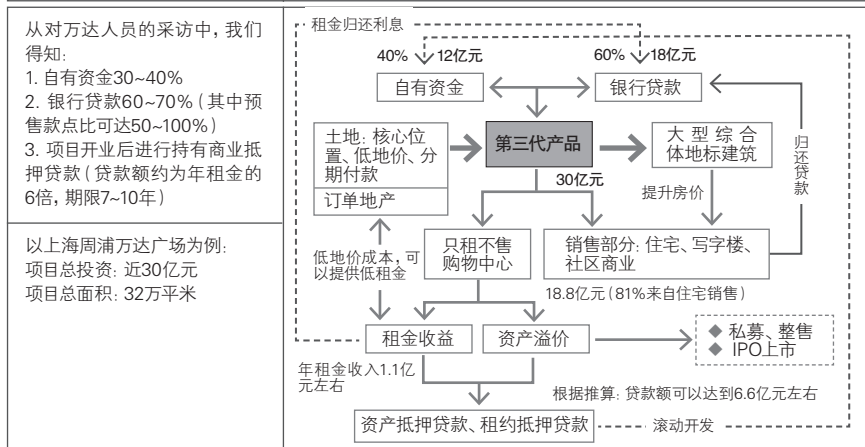 从对万达人员的采访中，我们
得知：
1. 自有资金30~40%
2. 银行贷款60~70%（其中预
售款点比可达50~100%）
3. 项目开业后进行持有商业抵
押贷款（贷款额约为年租金的
6倍，期限7~10年）
以上海周浦万达广场为例：
项目总投资：近30亿元
项目总面积：32万平米
租金归还利息
40% 12亿元
60% 18亿元
自有资金
银行贷款
土地：核心位
置、低地价、分
期付款
订单地产
第三代产品
大型综合
体地标建筑
归还贷款
30亿元
提升房价
低地价成本，可
以提供低租金
只租不售
购物中心
销售部分：住宅、写字楼、
社区商业
18.8亿元（81%来自住宅销售）
租金收益
资产溢价
◆ 私募、整售
◆ IPO上市
年租金收入1.1亿
元左右
根据推算：贷款额可以达到6.6亿元左右
资产抵押贷款、租约抵押贷款
滚动开发